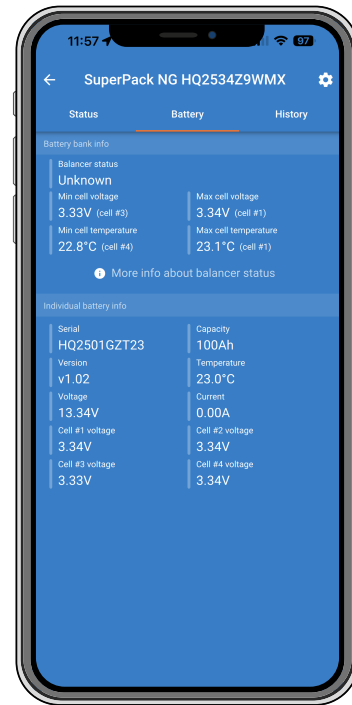 11:57
97
SuperPack NG HQ2534Z9WMX
Status Battery History
Battery bank info
Balancer status
Unknown
Min cell voltage Max cell voltage
3.33V (cell #3) 3.34V (cell #1)
Min cell temperature Max cell temperature
22.8°C (cell #4) 23.1°C (cell #1)
More info about balancer status
Individual battery info
Serial Capacity
HQ2501GZT23 100Ah
Version Temperature
v1.02 23.0°C
Voltage Current
13.34V 0.00A
Cell #1 voltage Cell #2 voltage
3.34V 3.34V
Cell #3 voltage Cell #4 voltage
3.33V 3.34V